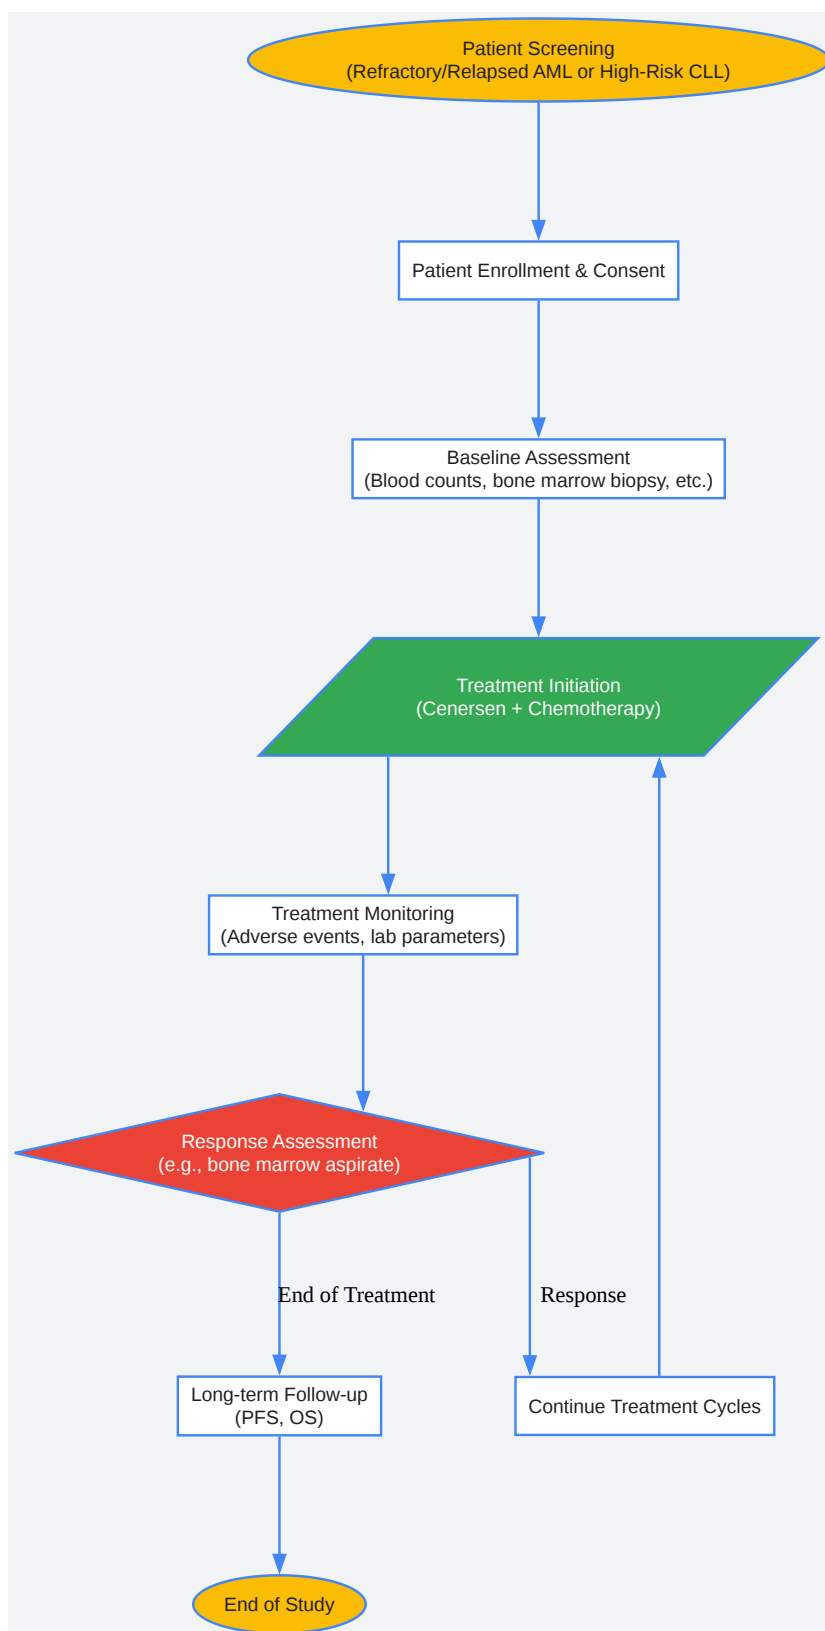 Patient Screening
(Refractory/Relapsed AML or High-Risk CLL)
Patient Enrollment & Consent
Baseline Assessment
(Blood counts, bone marrow biopsy, etc.)
Treatment Initiation
(Cenersen + Chemotherapy)
Treatment Monitoring
(Adverse events, lab parameters)
Response Assessment
(e.g., bone marrow aspirate)
End of Treatment
Response
Long-term Follow-up
(PFS, OS)
Continue Treatment Cycles
End of Study